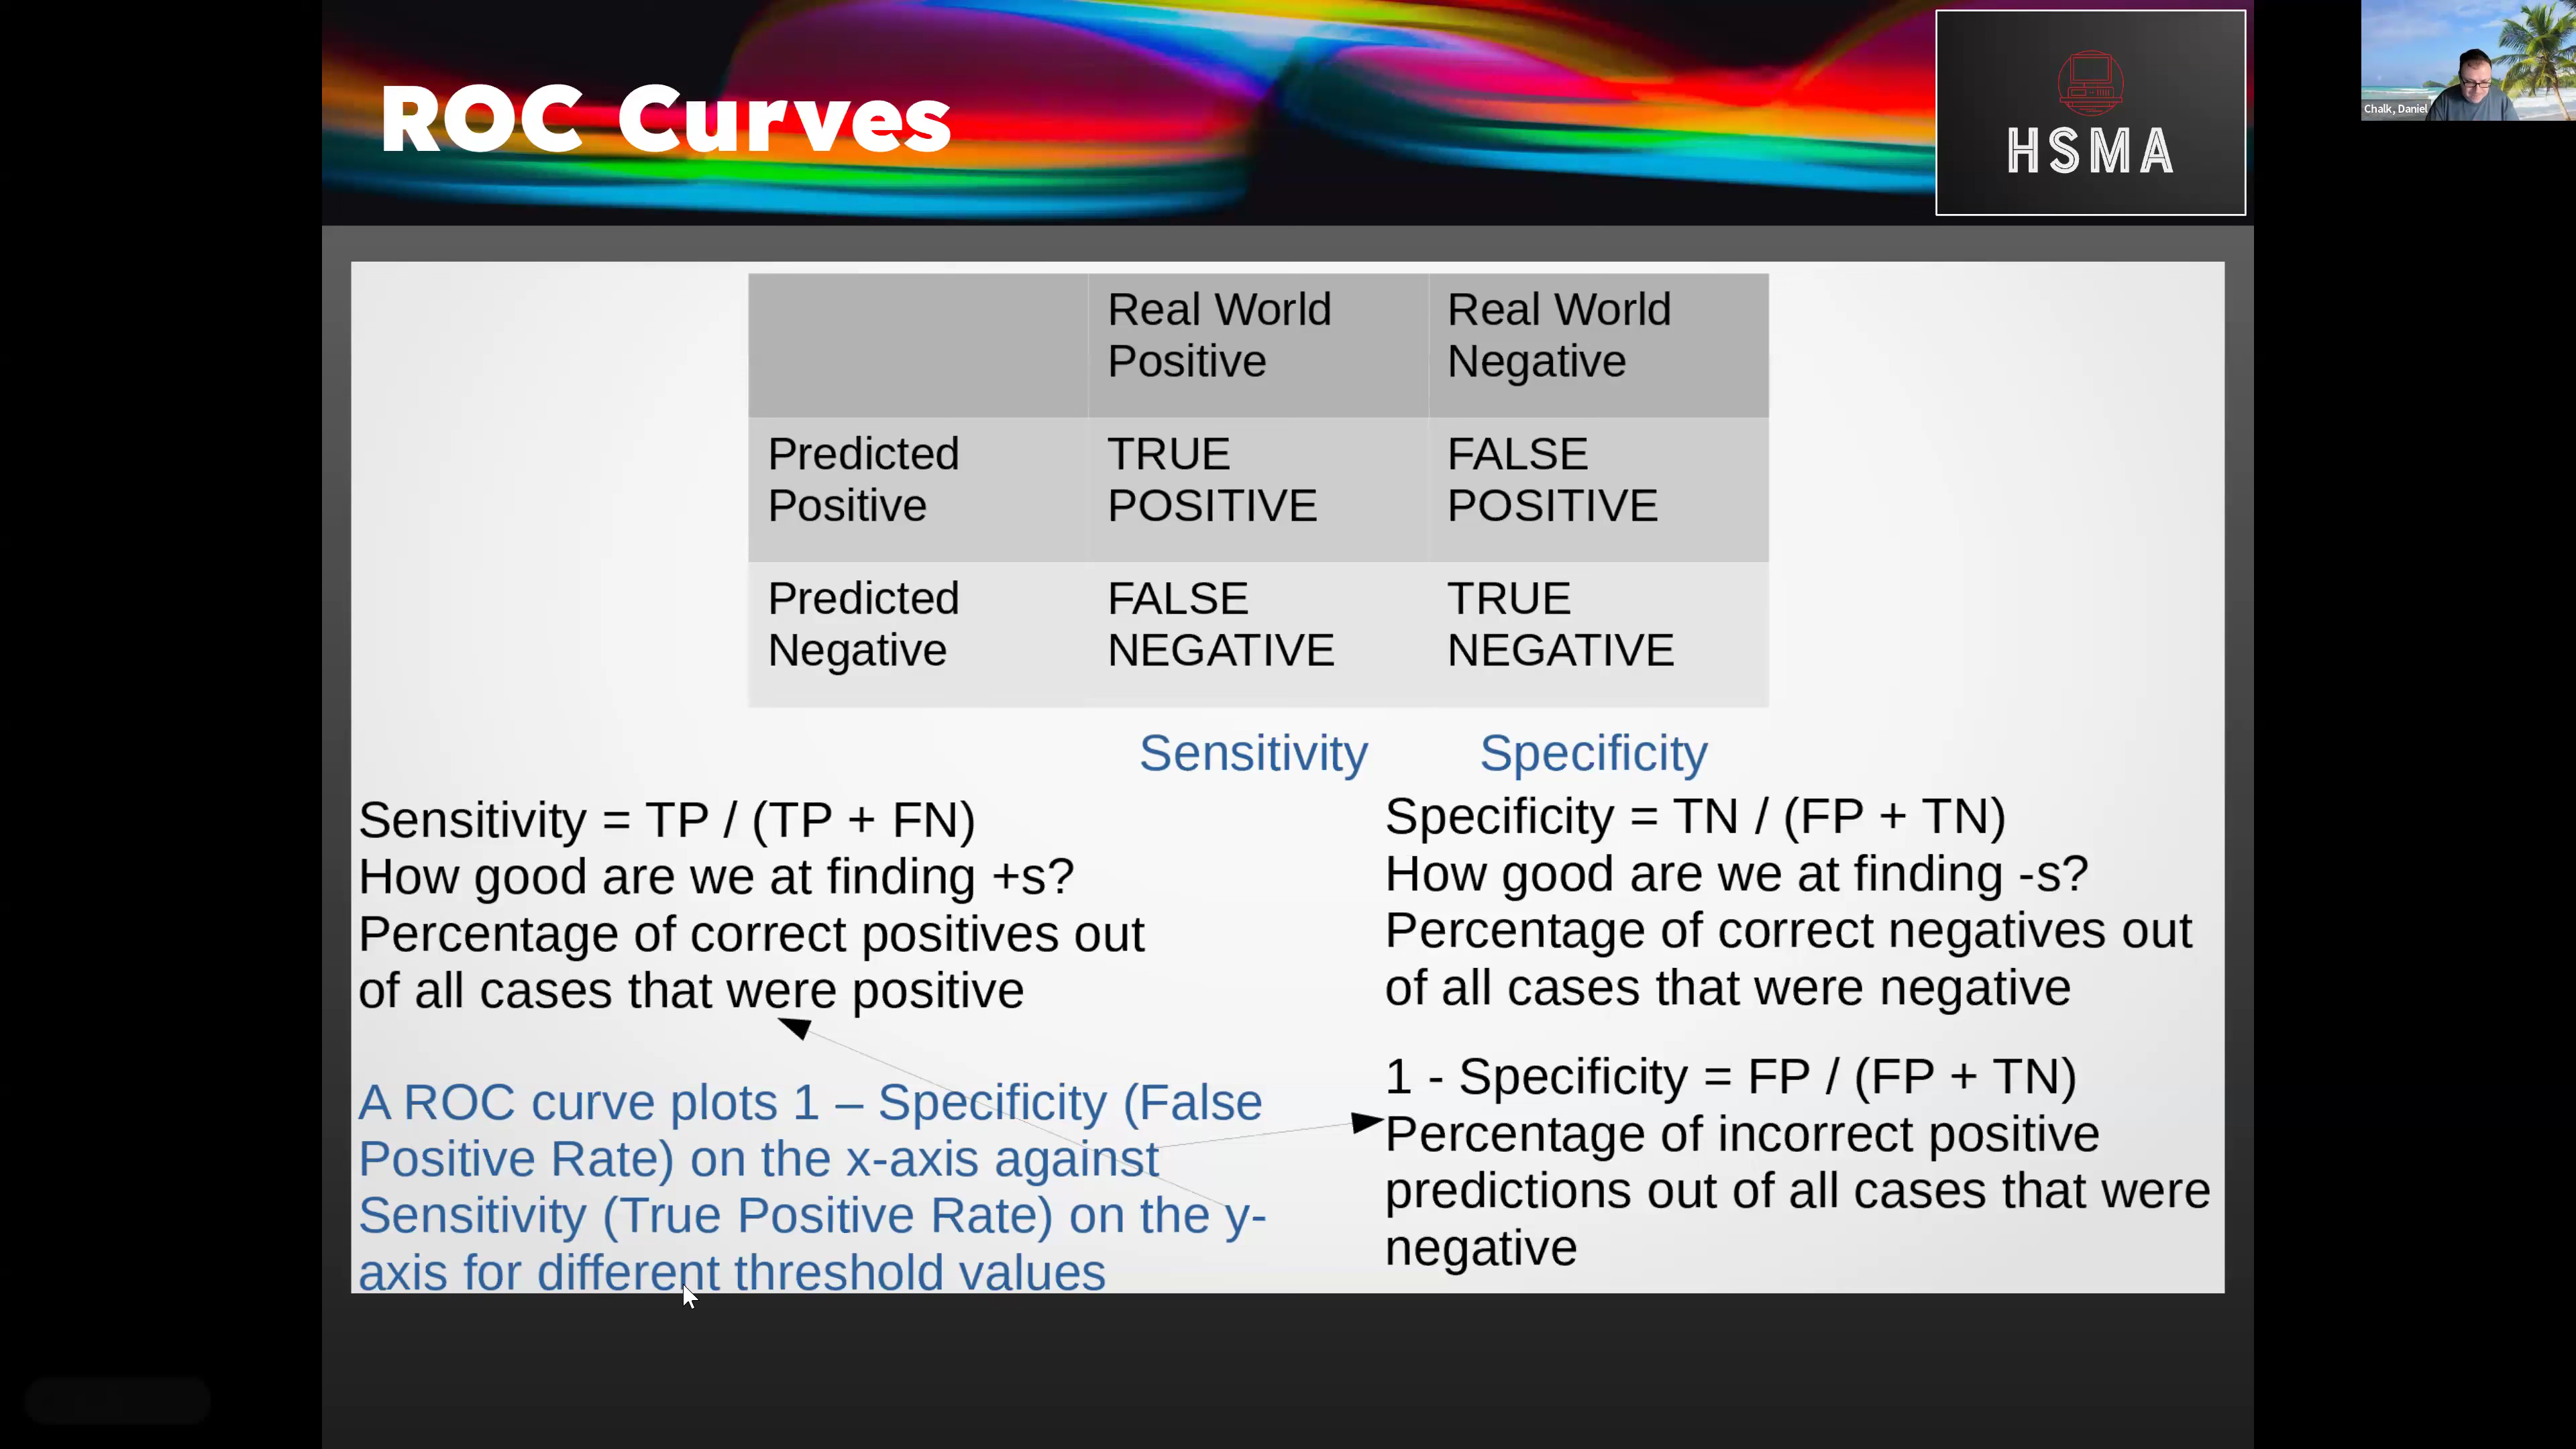 ROC Curves
HSMA
Chalk, Daniel
Real World
Positive
Real World
Negative
Predicted
Positive
TRUE
POSITIVE
FALSE
POSITIVE
Predicted
Negative
FALSE
NEGATIVE
TRUE
NEGATIVE
Sensitivity
Specificity
Sensitivity = TP / (TP + FN)
How good are we at finding +s?
Percentage of correct positives out
of all cases that were positive
Specificity = TN / (FP + TN)
How good are we at finding -s?
Percentage of correct negatives out
of all cases that were negative
A ROC curve plots 1 – Specificity (False
Positive Rate) on the x-axis against
Sensitivity (True Positive Rate) on the y-
axis for different threshold values
1 - Specificity = FP / (FP + TN)
Percentage of incorrect positive
predictions out of all cases that were
negative